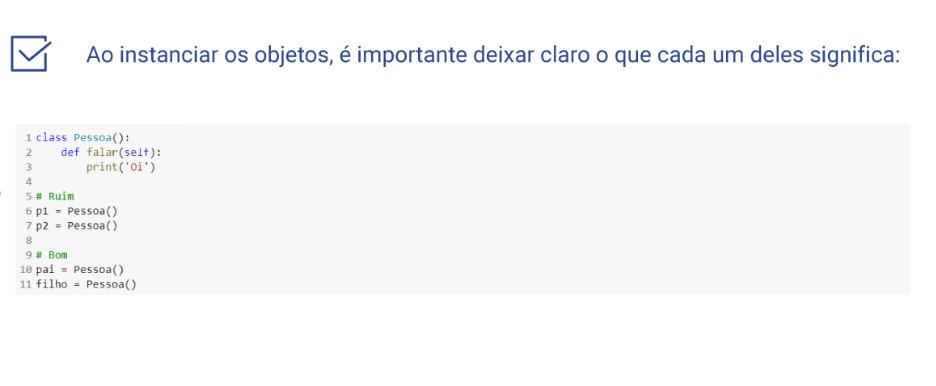 Ao instanciar os objetos, é importante deixar claro o que cada um deles significa:
1 class Pessoa():
2     def falar(self):
3         print('Oi')
4
5 # Ruim
6 p1 = Pessoa()
7 p2 = Pessoa()
8
9 # Bom
10 pai = Pessoa()
11 filho = Pessoa()